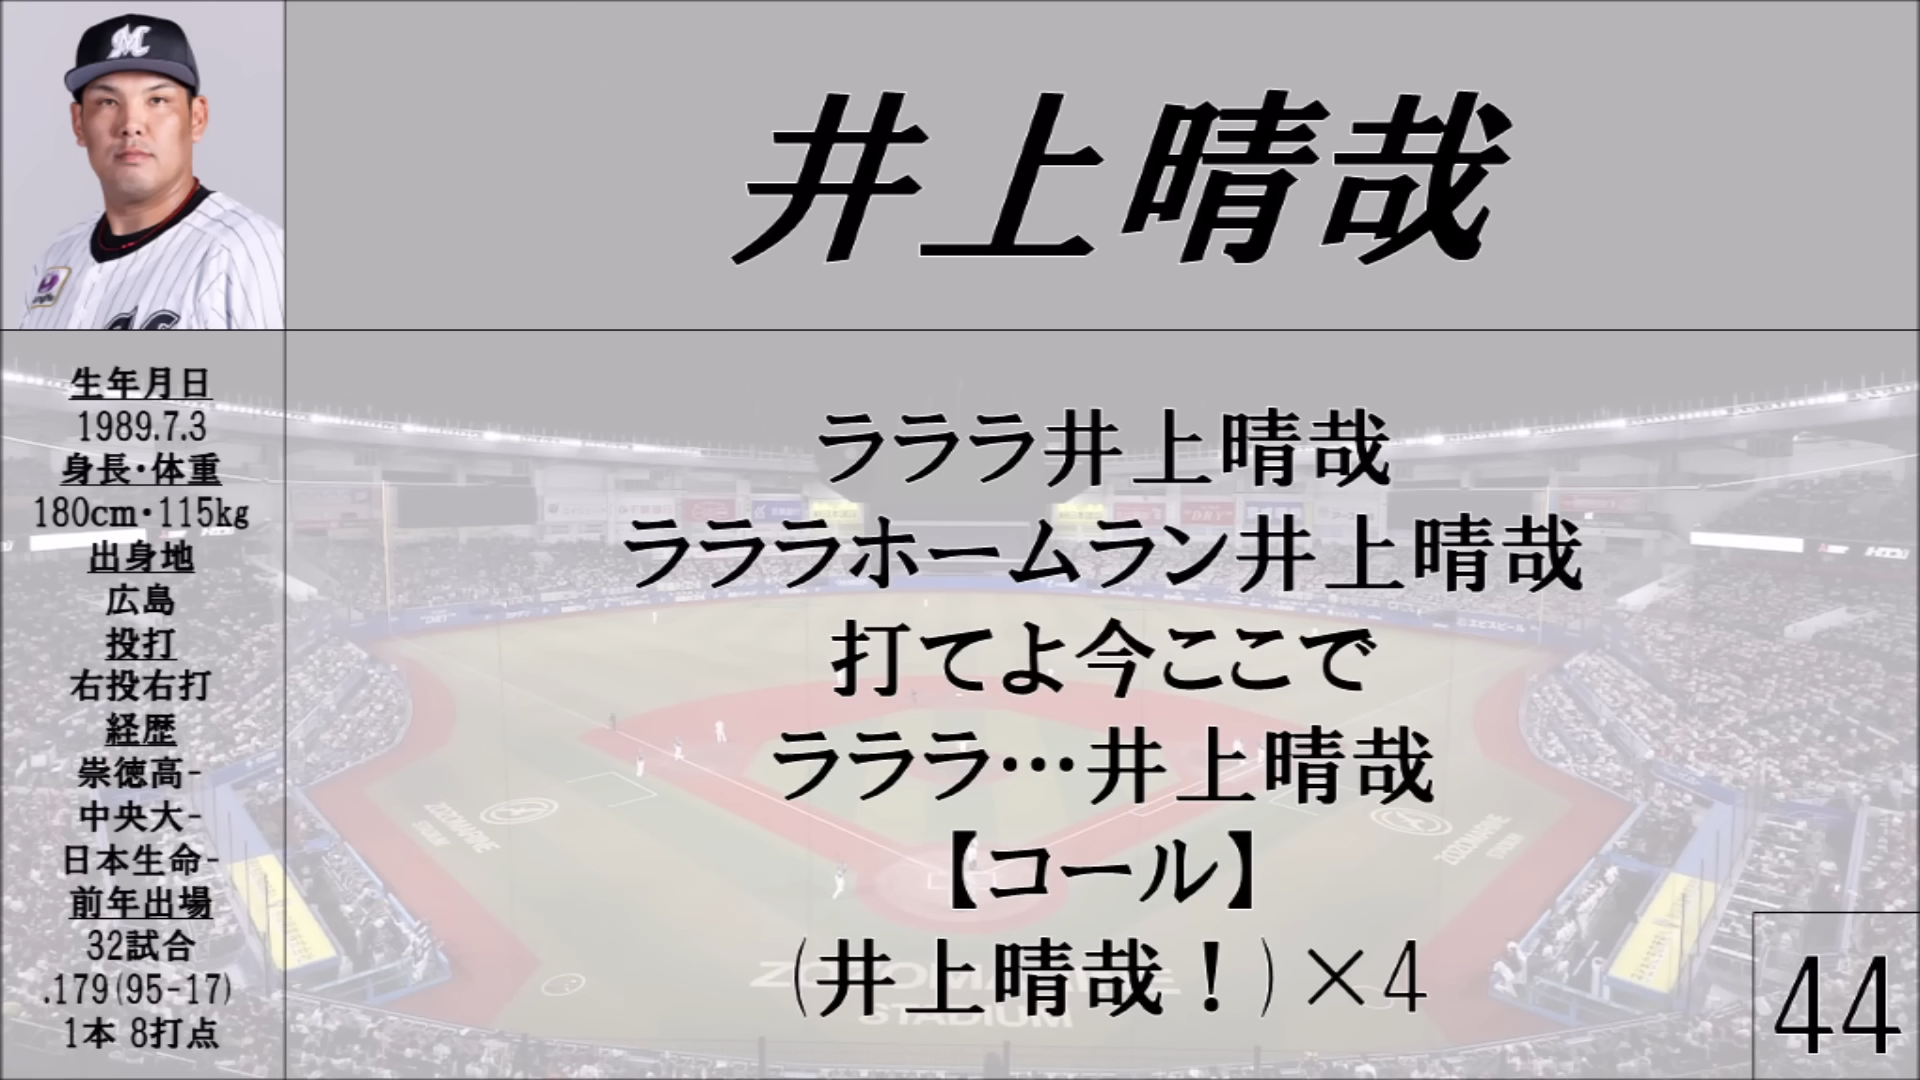 井上晴哉
生年月日
1989.7.3
身長・体重
180cm・115kg
出身地
広島
投打
右投右打
経歴
崇徳高-
中央大-
日本生命-
前年出場
32試合
.179(95-17)
1本 8打点
ラララ井上晴哉
ラララホームラン井上晴哉
打てよ今ここで
ラララ…井上晴哉
【コール】
(井上晴哉！)×4
ZOZOMARINE
STADIUM
44